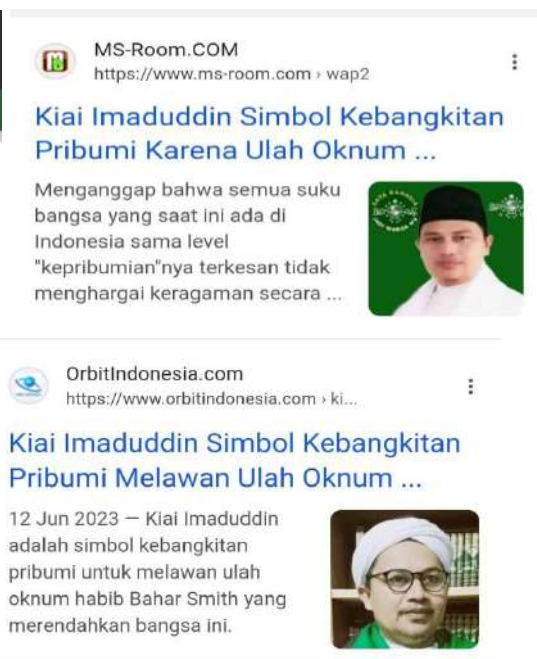 MS-Room.COM
https://www.ms-room.com › wap2
Kiai Imaduddin Simbol Kebangkitan
Pribumi Karena Ulah Oknum ...
Menganggap bahwa semua suku
bangsa yang saat ini ada di
Indonesia sama level
"kepribumian"nya terkesan tidak
menghargai keragaman secara ...
OrbitIndonesia.com
https://www.orbitindonesia.com › ki...
Kiai Imaduddin Simbol Kebangkitan
Pribumi Melawan Ulah Oknum ...
12 Jun 2023 — Kiai Imaduddin
adalah simbol kebangkitan
pribumi untuk melawan ulah
oknum habib Bahar Smith yang
merendahkan bangsa ini.